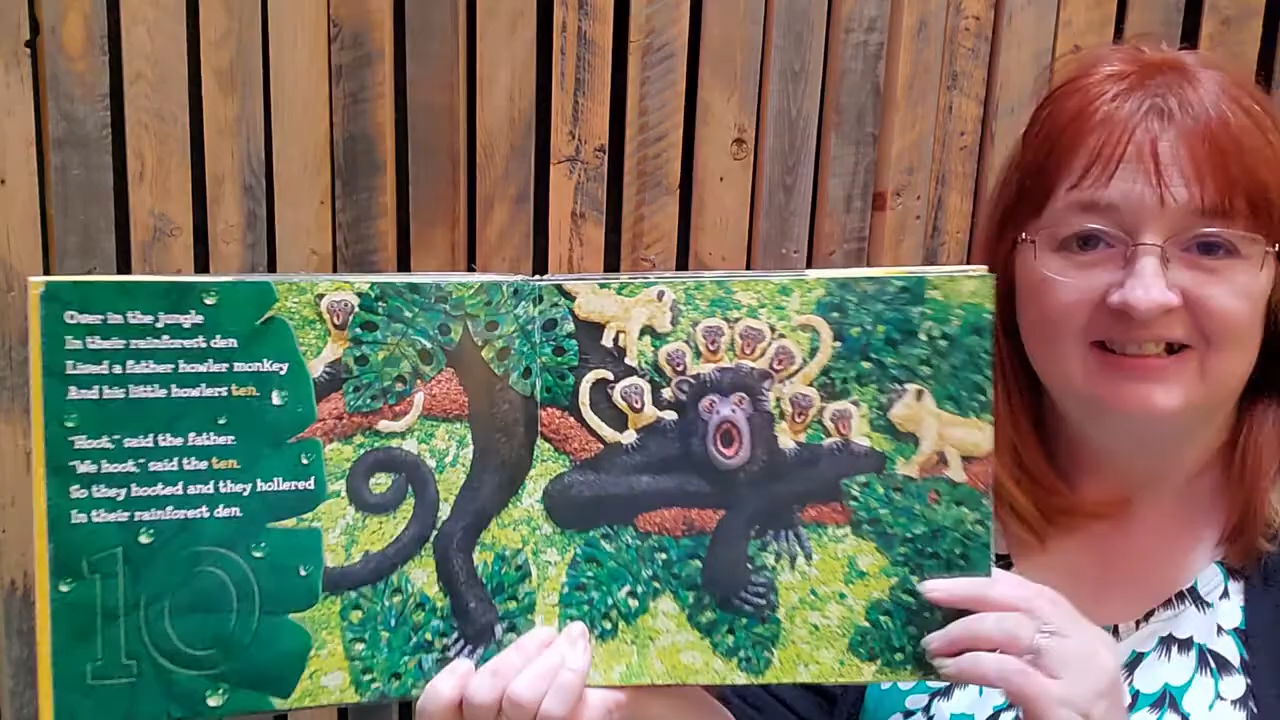 Over in the jungle
In their rainforest den
Lived a father howler monkey
And his little howlers ten.
"Hoot," said the father.
"We hoot," said the ten.
So they hooted and they hollered
In their rainforest den.
10